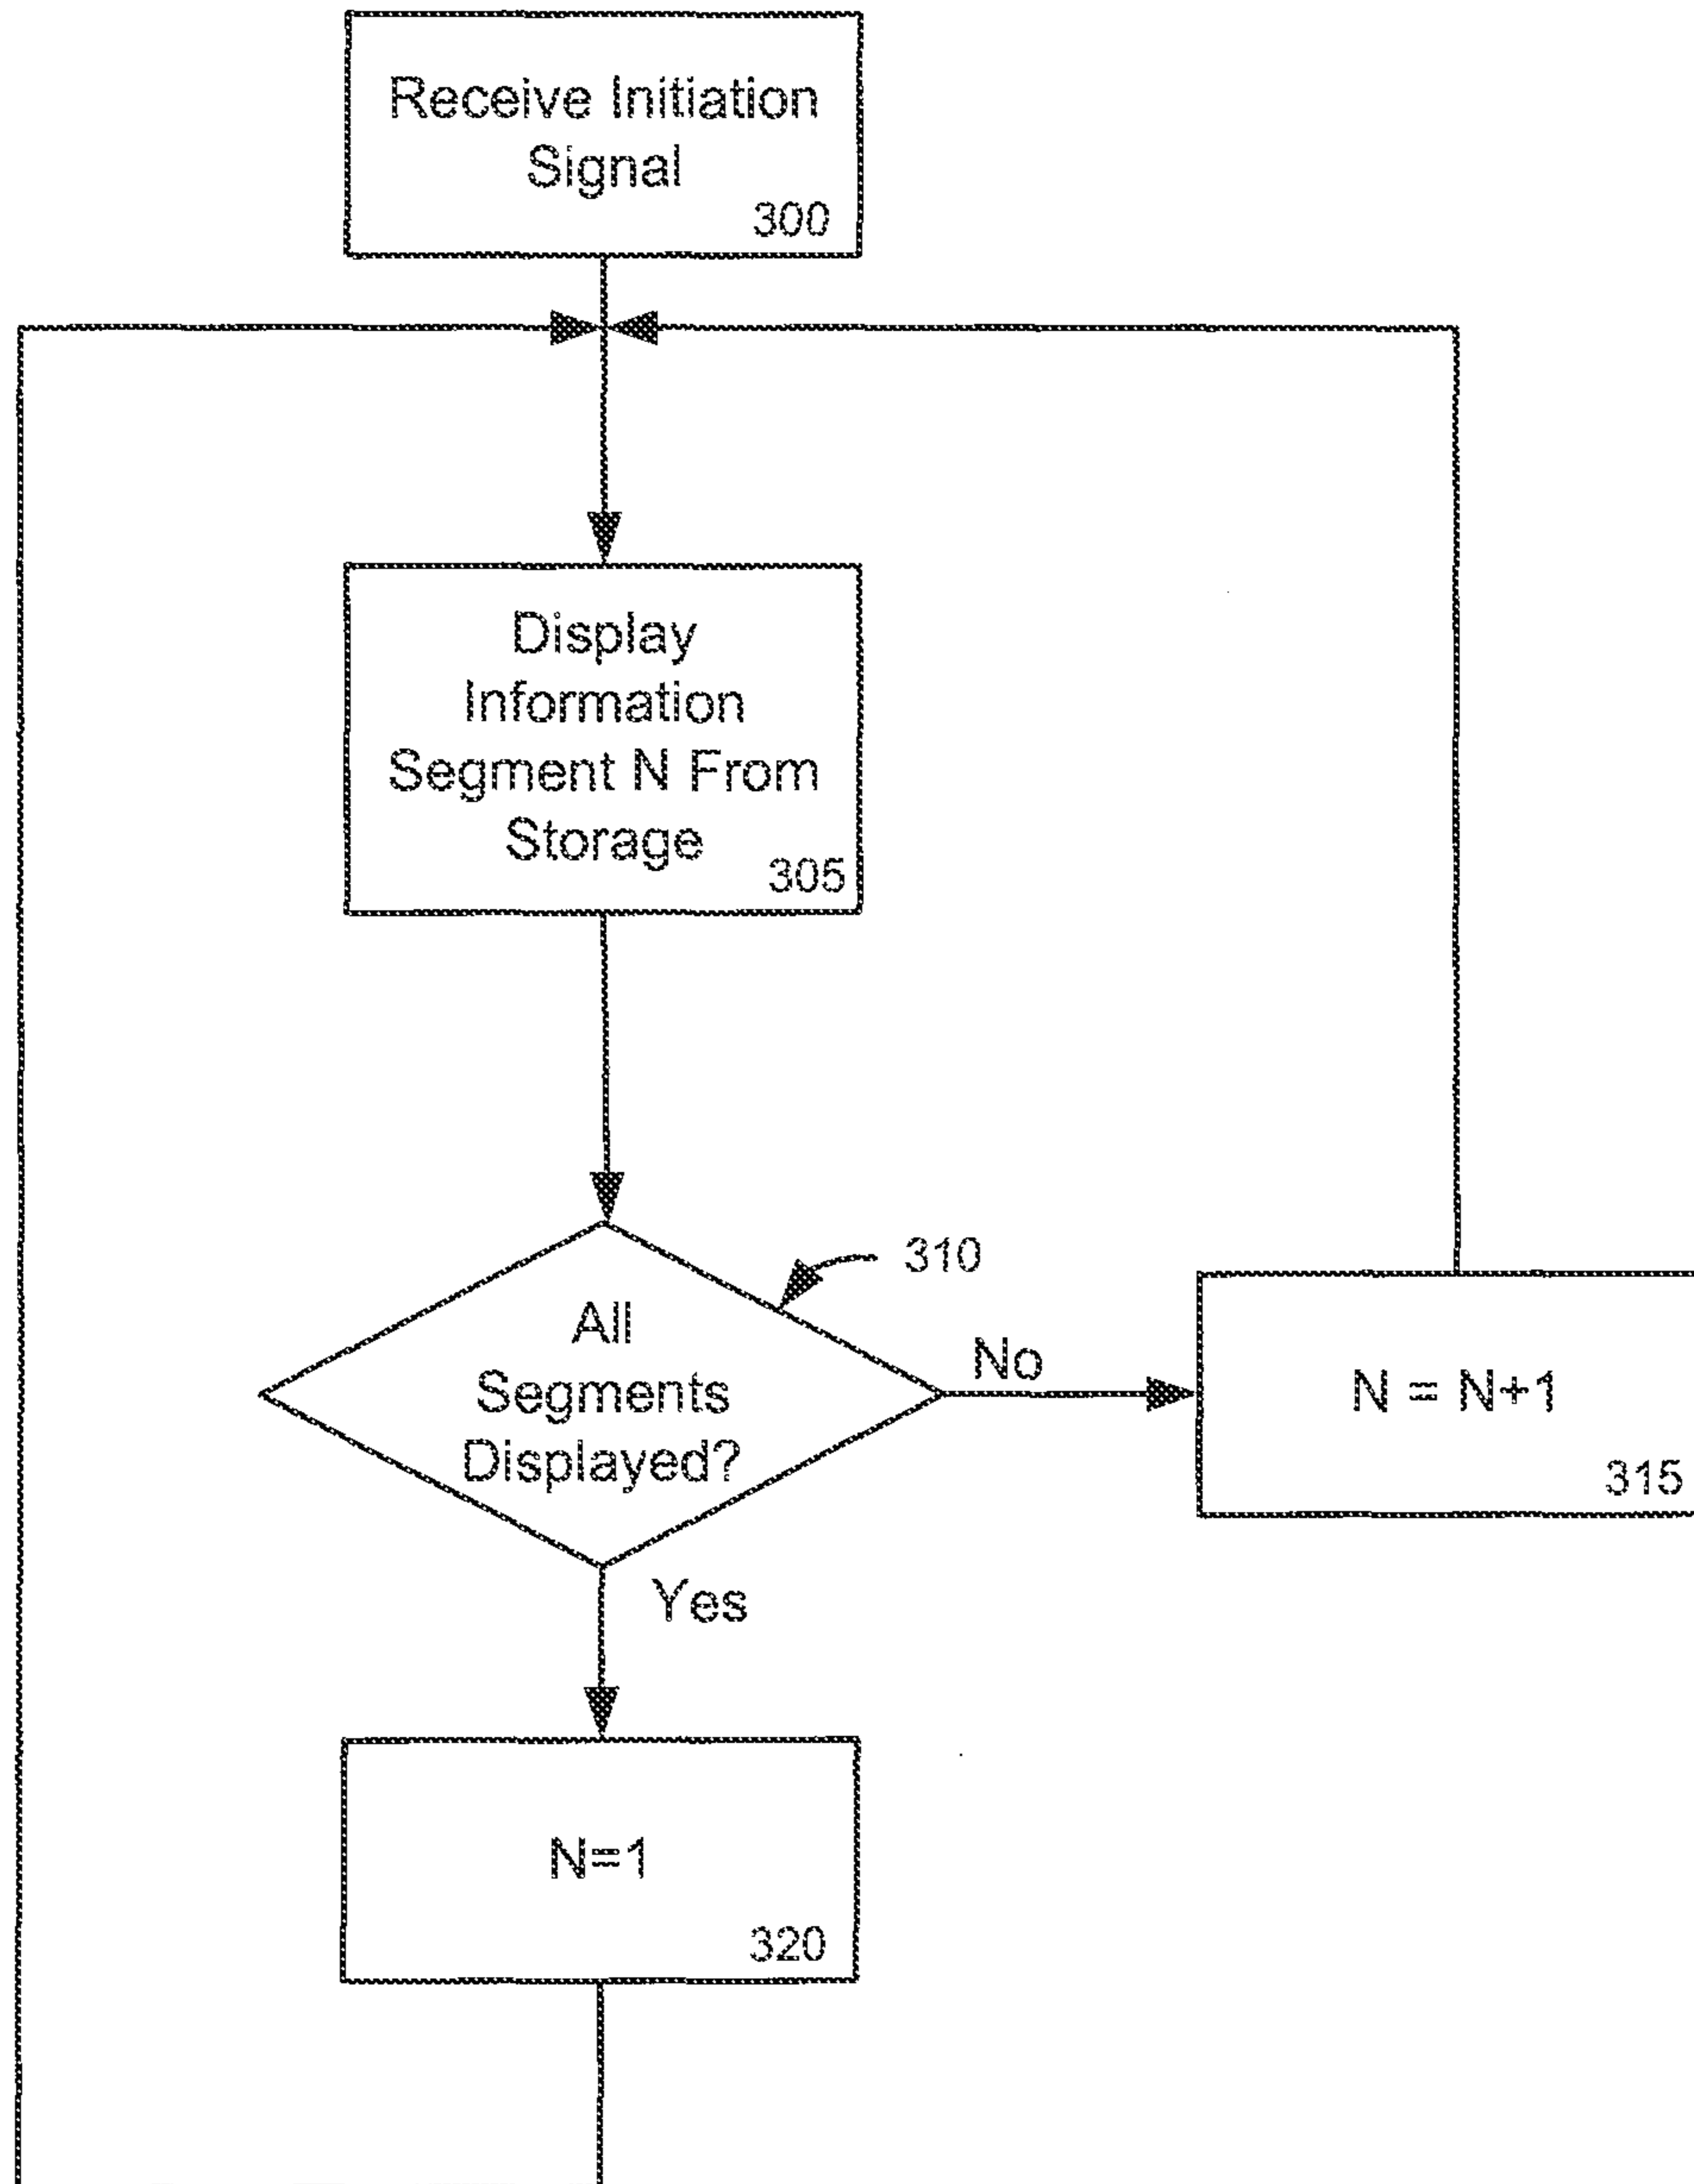 Receive Initiation
Signal
300
Display
Information
Segment N From
Storage
305
310
All
Segments
Displayed?
No
N = N+1
315
Yes
N=1
320